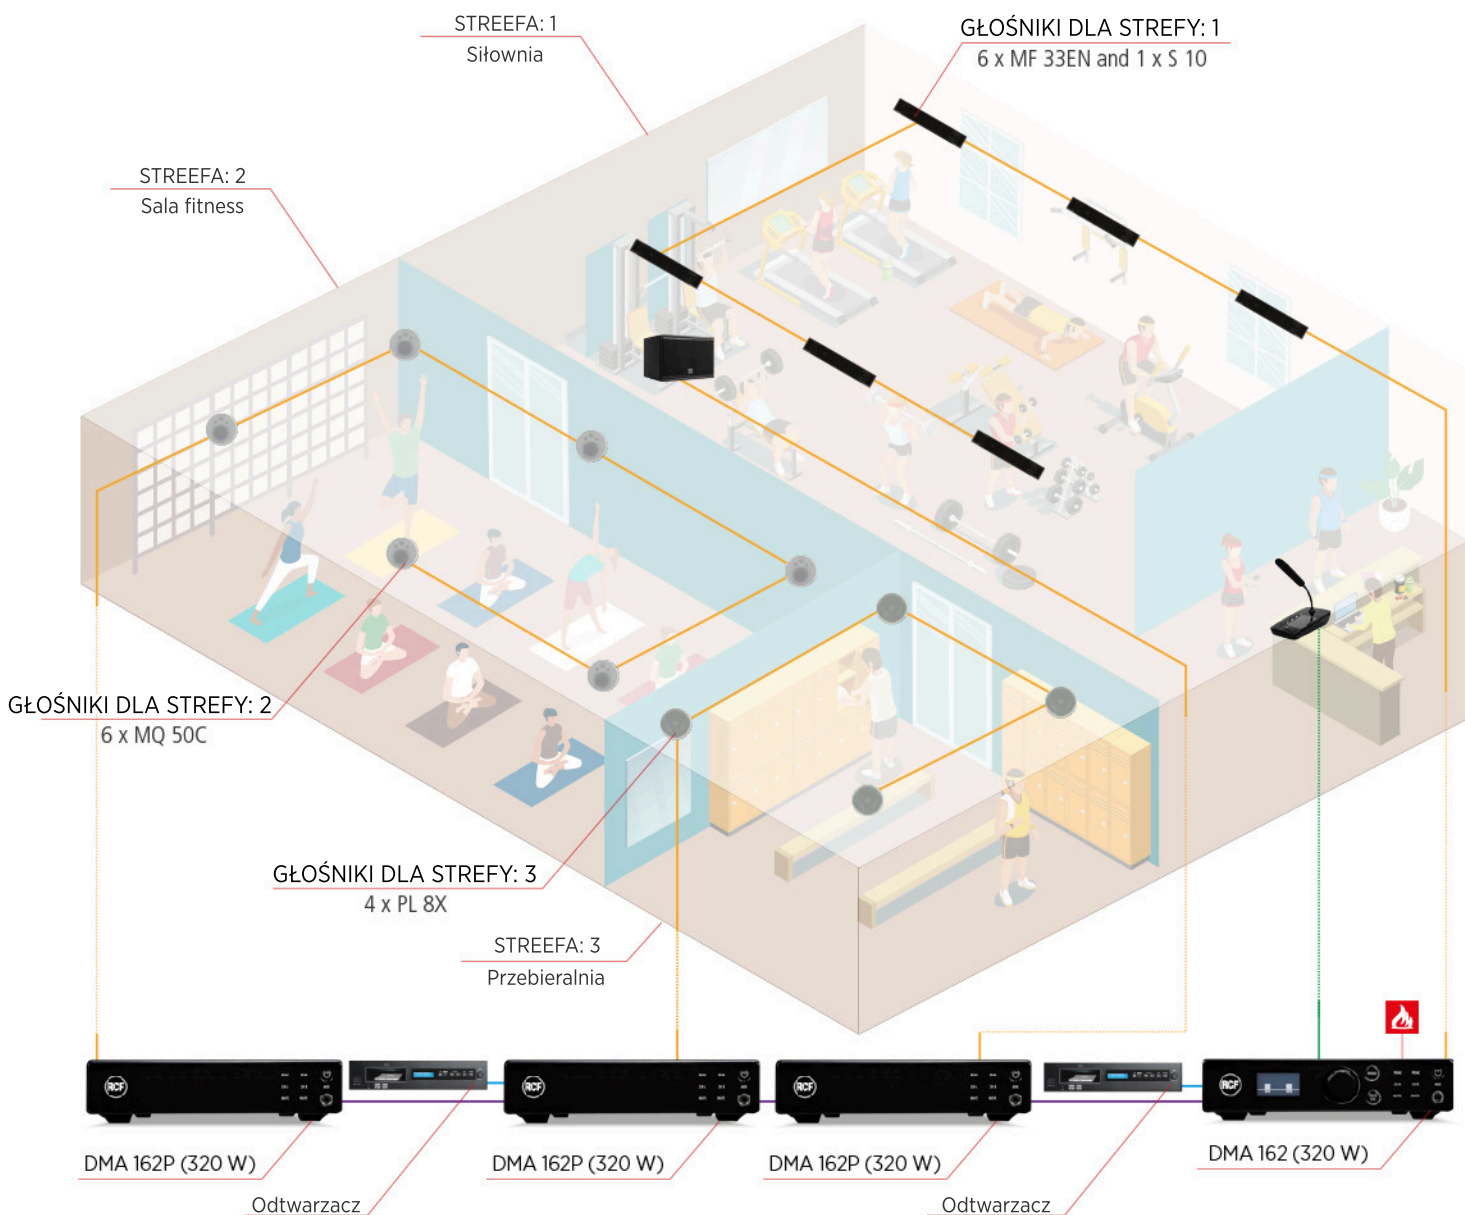 STREEFA: 1
Siłownia
GŁOŚNIKI DLA STREFY: 1
6 x MF 33EN and 1 x S 10
STREEFA: 2
Sala fitness
GŁOŚNIKI DLA STREFY: 2
6 x MQ 50C
GŁOŚNIKI DLA STREFY: 3
4 x PL 8X
STREEFA: 3
Przebieralnia
RCF
RCF
RCF
RCF
DMA 162P (320 W)
DMA 162P (320 W)
DMA 162P (320 W)
DMA 162 (320 W)
Odtwarzacz
Odtwarzacz